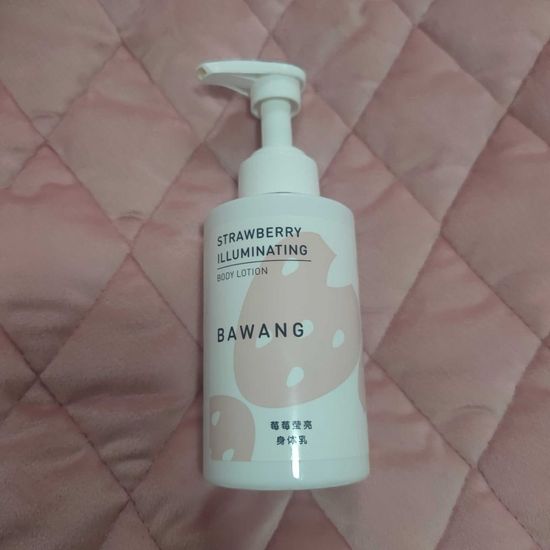 STRAWBERRY
ILLUMINATING
BODY LOTION
BAWANG
莓莓莹亮
身体乳